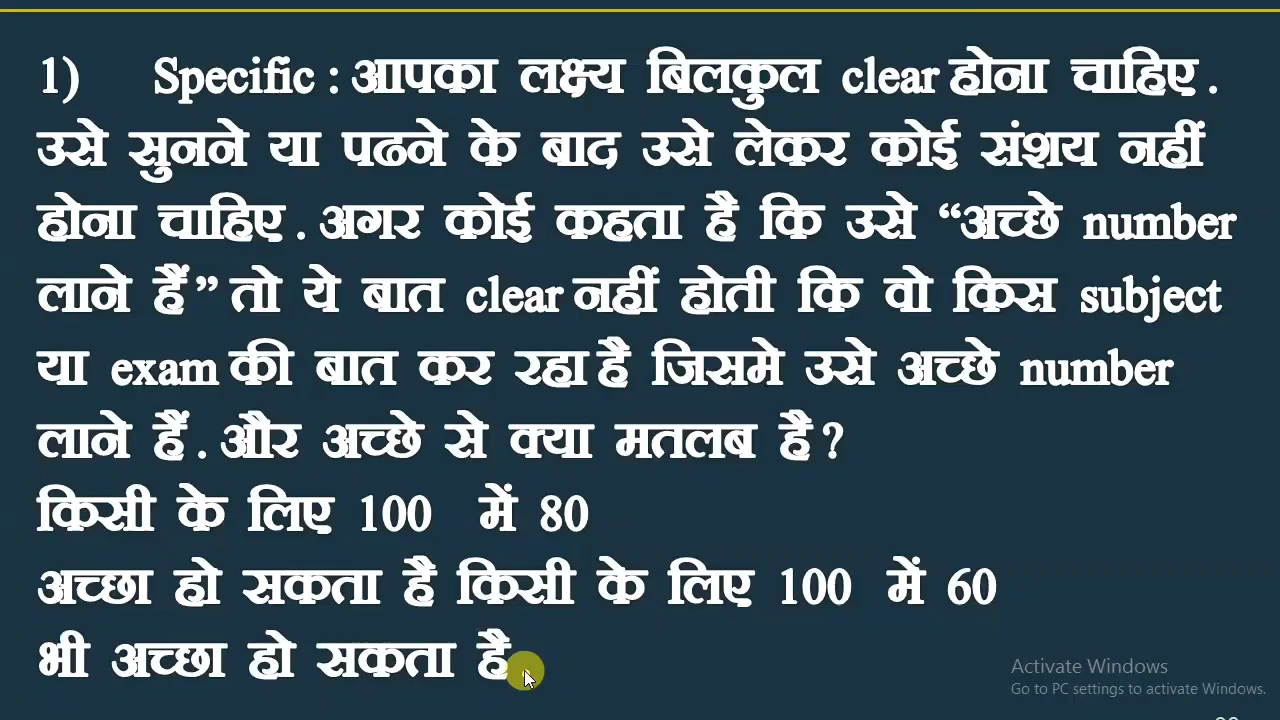 1) Specific : आपका लक्ष्य बिलकुल clear होना चाहिए .
उसे सुनने या पढने के बाद उसे लेकर कोई संशय नहीं
होना चाहिए . अगर कोई कहता है कि उसे “अच्छे number
लाने हैं” तो ये बात clear नहीं होती कि वो किस subject
या exam की बात कर रहा है जिसमे उसे अच्छे number
लाने हैं . और अच्छे से क्या मतलब है ?
किसी के लिए 100 में 80
अच्छा हो सकता है किसी के लिए 100 में 60
भी अच्छा हो सकता है .
Activate Windows
Go to PC settings to activate Windows.